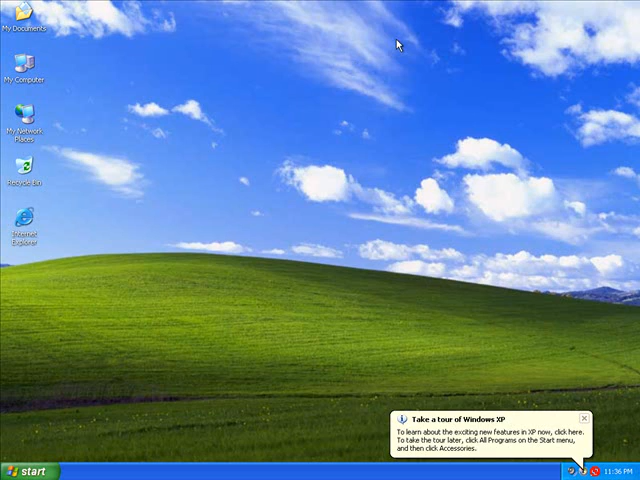 My Documents
My Computer
My Network
Places
Recycle Bin
Internet
Explorer
Take a tour of Windows XP
To learn about the exciting new features in XP now, click here.
To take the tour later, click All Programs on the Start menu,
and then click Accessories.
start
11:36 PM